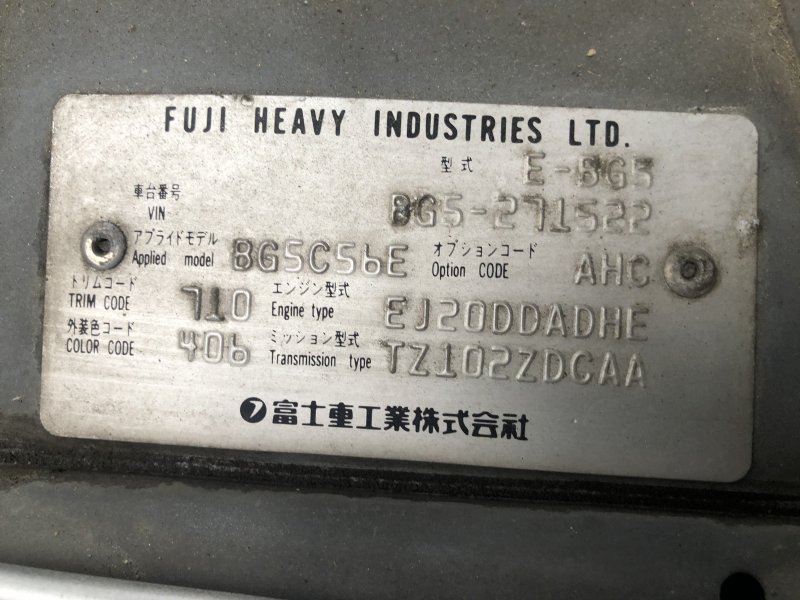 FUJI HEAVY INDUSTRIES LTD.
型式 E-BG5
車台番号
VIN BG5-271522
アプライドモデル オプションコード
Applied model BG5C56E Option CODE AHC
トリムコード エンジン型式
TRIM CODE 710 Engine type EJ20DDADHE
外装色コード ミッション型式
COLOR CODE 406 Transmission type TZ102ZDCAA
富士重工業株式会社